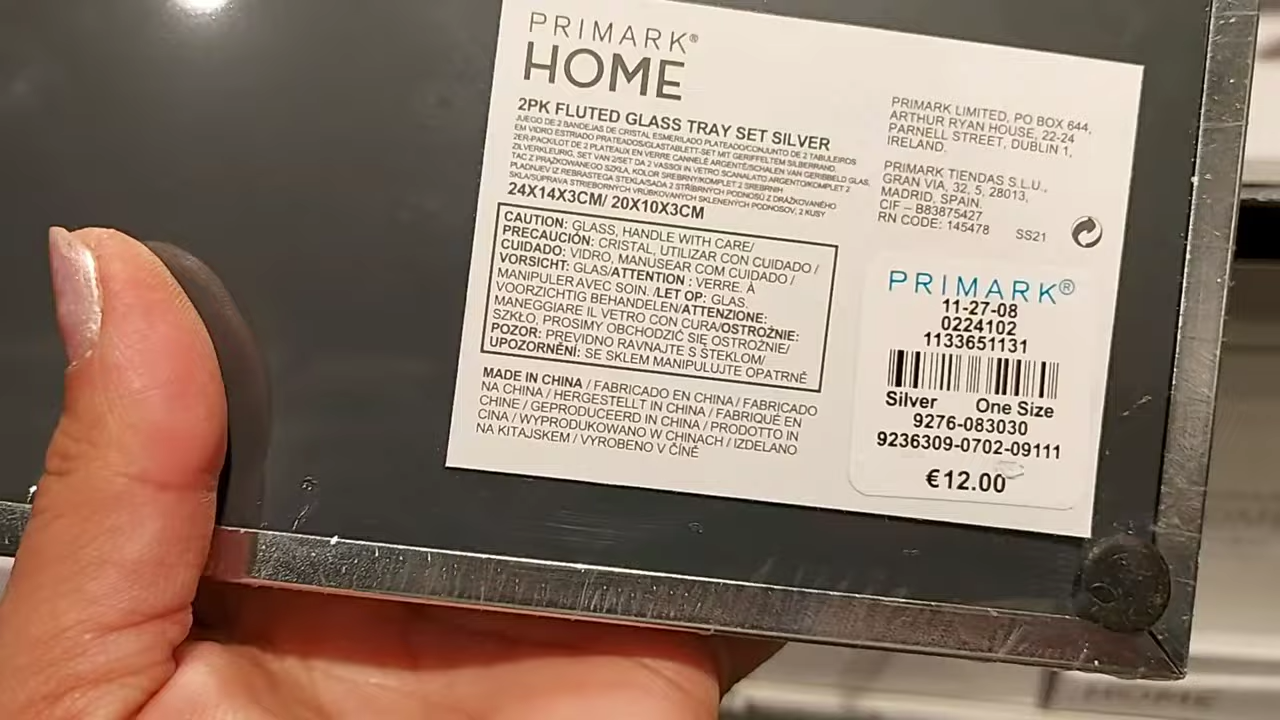 PRIMARK®
HOME
2PK FLUTED GLASS TRAY SET SILVER
JUEGO DE 2 BANDEJAS DE CRISTAL ESMERILADO PLATEADO/CONJUNTO DE 2 TABULEIROS
EM VIDRO ESTRIADO PRATEADOS/GLASTABLETT-SET MIT GERIFFELTEM SILBERRAND,
2ER-PACK/LOT DE 2 PLATEAUX EN VERRE CANNELÉ ARGENTÉ/SCHALEN VAN GERIBBELD GLAS,
ZILVERKLEURIG, SET VAN 2/SET DA 2 VASSOI IN VETRO SCANALATO ARGENTO/KOMPLET 2
TAC Z PRĄŻKOWANEGO SZKŁA, KOLOR SREBRNY/KOMPLET 2 SREBRNIH
PLADNJEV IZ REBRASTEGA STEKLA/SADA 2 STŘÍBRNÝCH PODNOSŮ Z DRÁŽKOVANÉHO
SKLA/SÚPRAVA STRIEBORNÝCH VRÚBKOVANÝCH SKLENENÝCH PODNOSOV, 2 KUSY
24X14X3CM/ 20X10X3CM
CAUTION: GLASS, HANDLE WITH CARE/
PRECAUCIÓN: CRISTAL, UTILIZAR CON CUIDADO /
CUIDADO: VIDRO, MANUSEAR COM CUIDADO /
VORSICHT: GLAS/ATTENTION : VERRE. À
MANIPULER AVEC SOIN. /LET OP: GLAS,
VOORZICHTIG BEHANDELEN/ATTENZIONE:
MANEGGIARE IL VETRO CON CURA/OSTROŻNIE:
SZKŁO, PROSIMY OBCHODZIĆ SIĘ OSTROŻNIE/
POZOR: PREVIDNO RAVNAJTE S STEKLOM/
UPOZORNĚNÍ: SE SKLEM MANIPULUJTE OPATRNĚ
MADE IN CHINA / FABRICADO EN CHINA / FABRICADO
NA CHINA / HERGESTELLT IN CHINA / FABRIQUÉ EN
CHINE / GEPRODUCEERD IN CHINA / PRODOTTO IN
CINA / WYPRODUKOWANO W CHINACH / IZDELANO
NA KITAJSKEM / VYROBENO V ČÍNĚ
PRIMARK LIMITED, PO BOX 644,
ARTHUR RYAN HOUSE, 22-24
PARNELL STREET, DUBLIN 1,
IRELAND.
PRIMARK TIENDAS S.L.U.,
GRAN VIA, 32, 5, 28013,
MADRID, SPAIN.
CIF – B83875427
RN CODE: 145478 SS21
PRIMARK®
11-27-08
0224102
1133651131
Silver One Size
9276-083030
9236309-0702-09111
€12.00